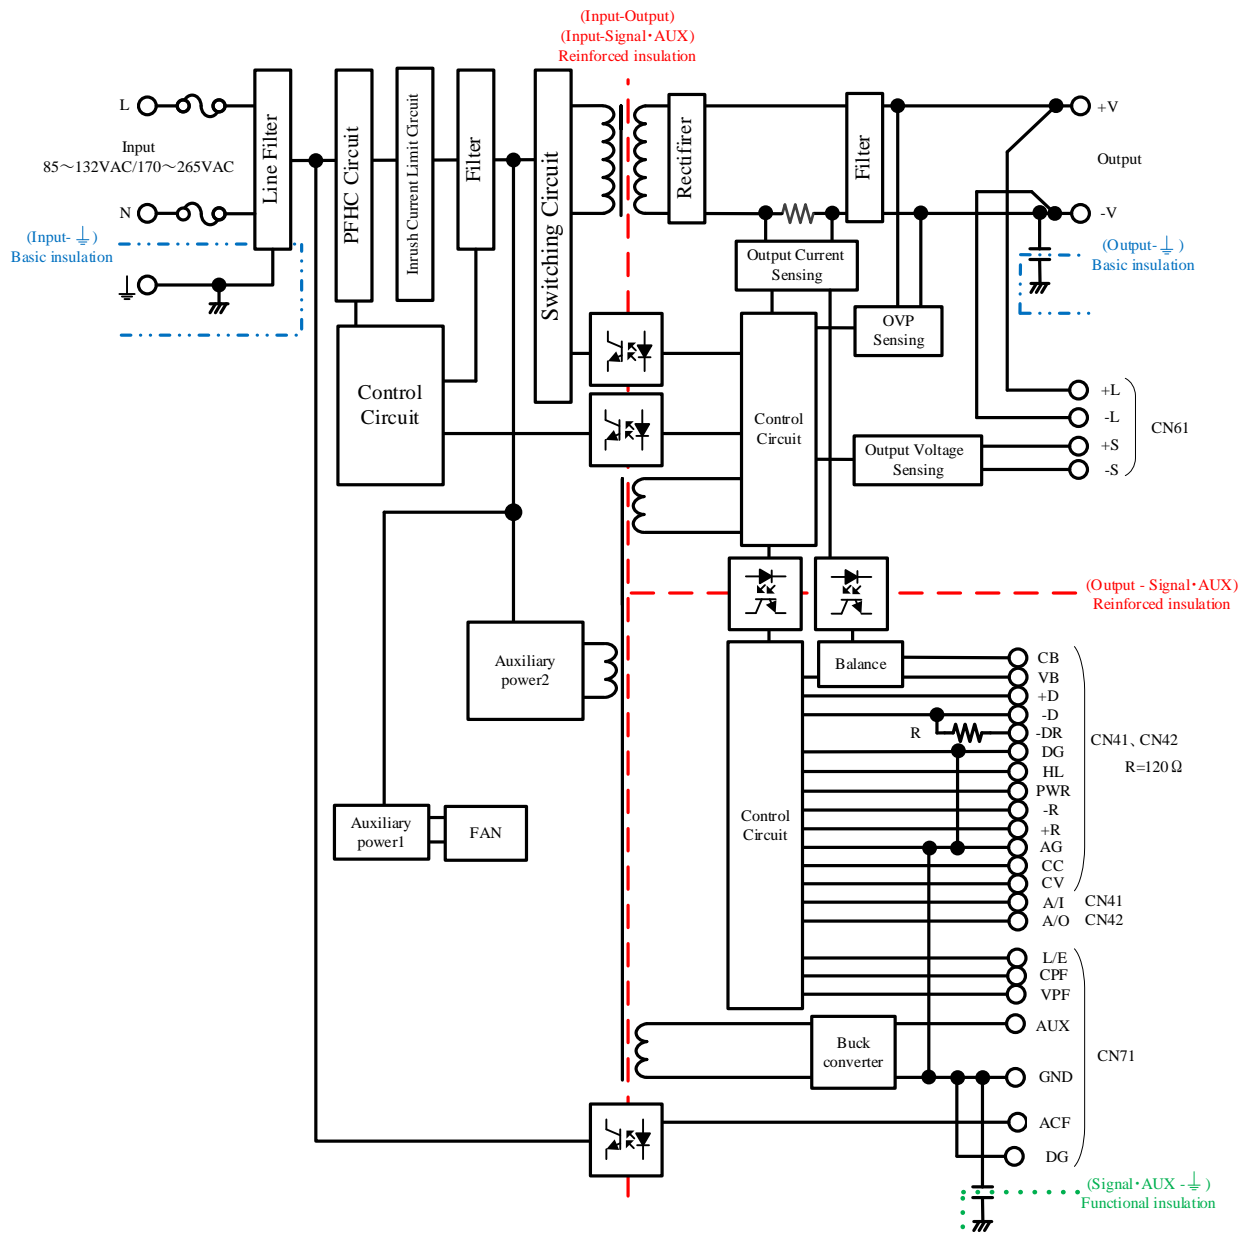 (Input-Output)
(Input-Signal・AUX)
Reinforced insulation
L
Input
85～132VAC/170～265VAC
N
(Input-⏚)
Basic insulation
Line Filter
PFHC Circuit
Inrush Current Limit Circuit
Filter
Switching Circuit
Rectifirer
Filter
+V
Output
-V
(Output-⏚)
Basic insulation
Output Current
Sensing
OVP
Sensing
Control
Circuit
Control
Circuit
Output Voltage
Sensing
+L
-L
+S
-S
CN61
(Output - Signal・AUX)
Reinforced insulation
Auxiliary
power2
Balance
CB
VB
+D
-D
R
-DR
DG
HL
PWR
-R
+R
AG
CC
CV
CN41、CN42
R=120Ω
A/I
CN41
A/O
CN42
Control
Circuit
Auxiliary
power1
FAN
L/E
CPF
VPF
AUX
Buck
converter
GND
CN71
ACF
DG
(Signal・AUX-⏚)
Functional insulation